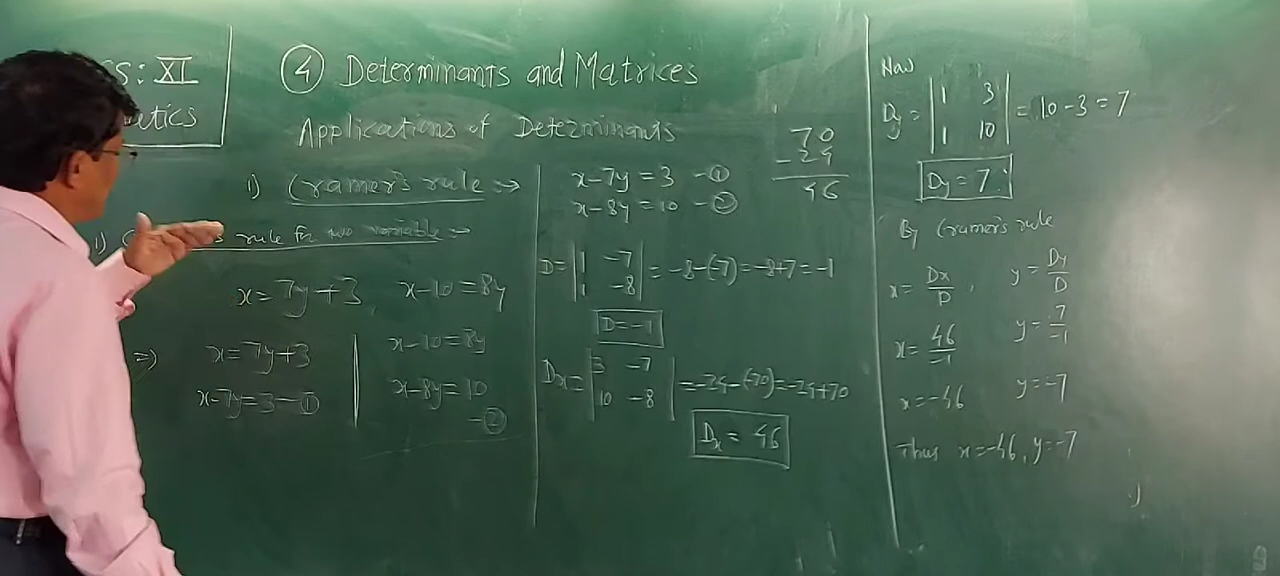 S: XI
etics
④ Determinants and Matrices
Applications of Determinants
1) Cramer's rule :→
1) C s rule for two variable :→
x=7y+3, x-10=8y
⇒) x=7y+3
x-7y=3 -①
x-10=8y
x-8y=10
-②
x-7y=3 -①
x-8y=10 -②
70
-24
46
D= | 1 -7 | = -8-(-7)=-8+7=-1
| 1 -8 |
D=-1
Dx= | 3 -7 | =-24-(-70)=-24+70
| 10 -8 |
Dx = 46
Now
Dy = | 1 3 | = 10-3=7
| 1 10 |
Dy=7
By Cramer's rule
x= Dx/D , y= Dy/D
x= 46/-1 y= 7/-1
x=-46 y=-7
Thus x=-46, y=-7